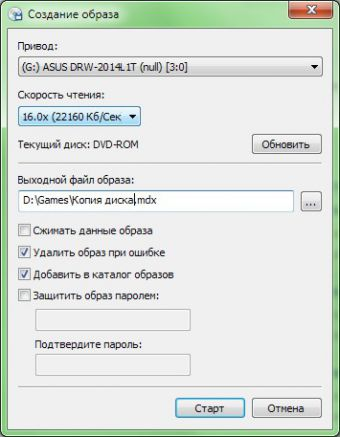 Создание образа
Привод:
(G:) ASUS DRW-2014L1T (null) [3:0]
Скорость чтения:
16.0x (22160 Кб/Сек
Текущий диск: DVD-ROM
Обновить
Выходной файл образа:
D:\Games\Копия диска.mdx
...
Сжинать данные образа
Удалить образ при ошибке
Добавить в каталог образов
Защитить образ паролем:
Подтвердите пароль:
Старт
Отмена